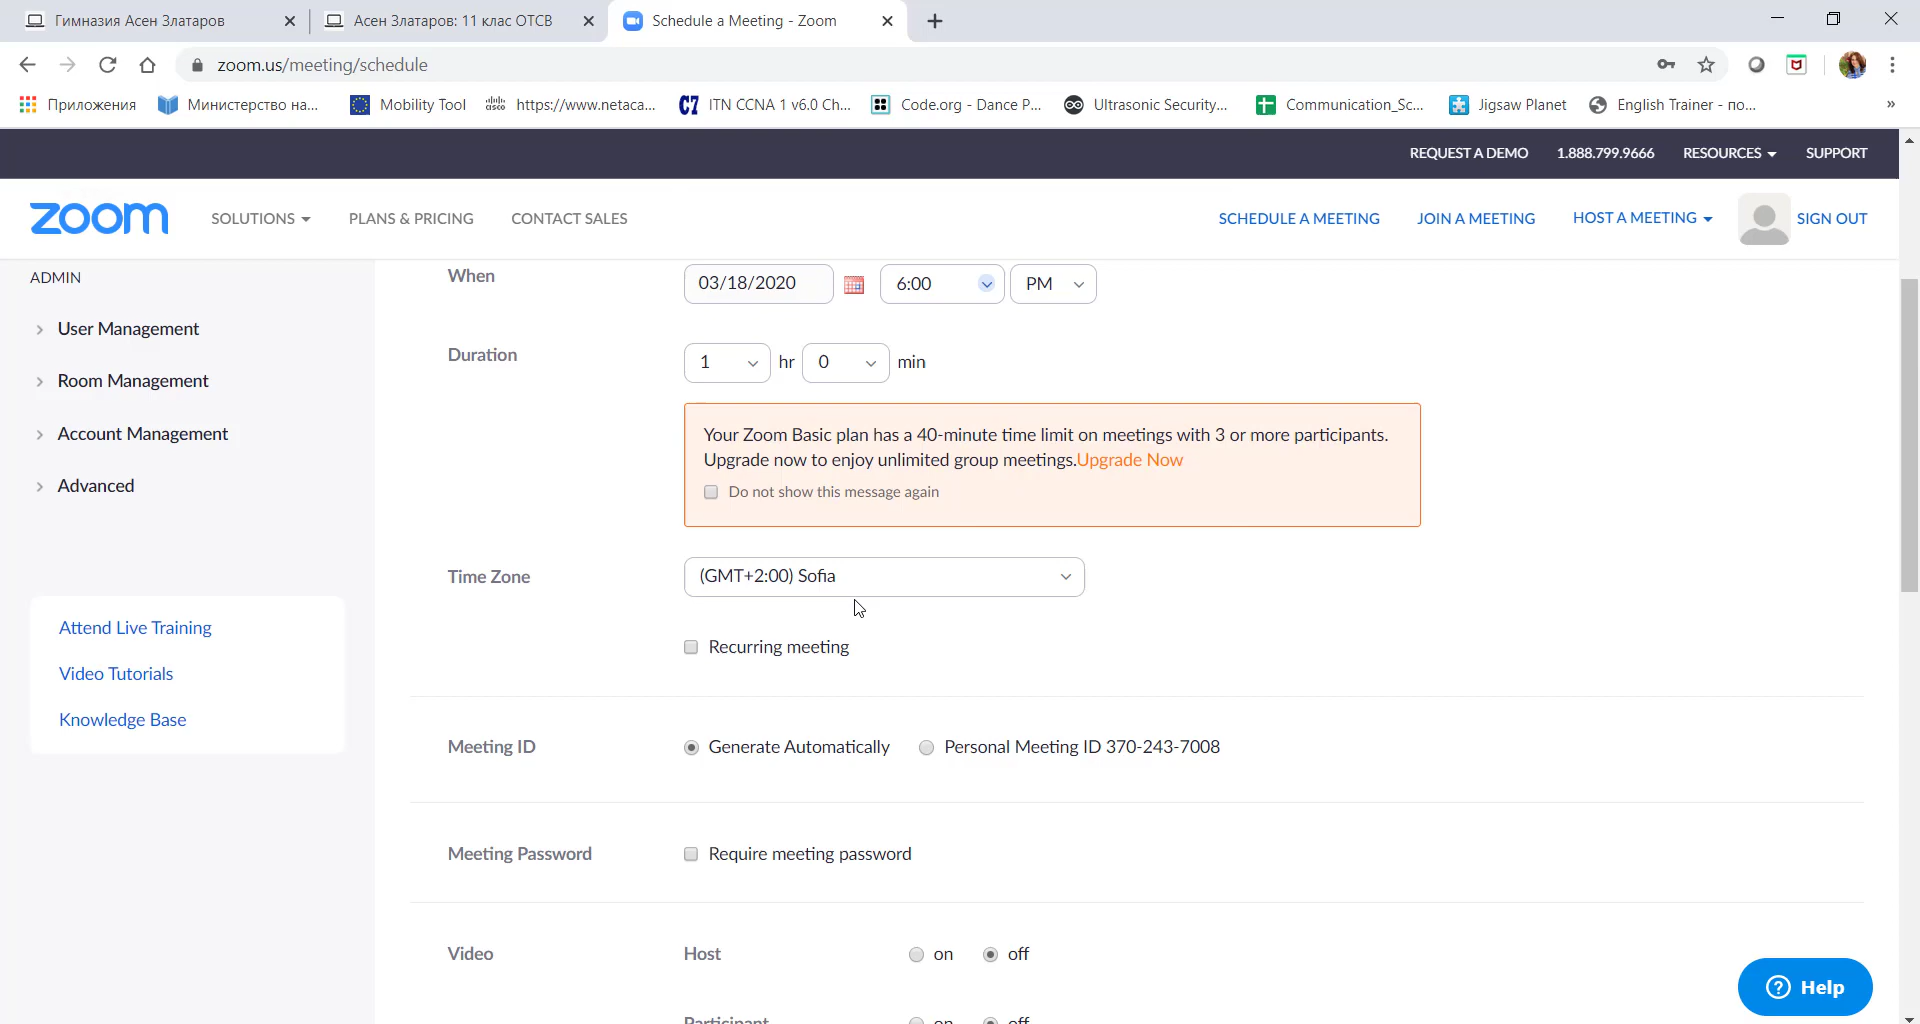 Гимназия Асен Златаров
Асен Златаров: 11 клас ОТСВ
Schedule a Meeting - Zoom
zoom.us/meeting/schedule
Приложения
Министерство на...
Mobility Tool
https://www.netaca...
ITN CCNA 1 v6.0 Ch...
Code.org - Dance P...
Ultrasonic Security...
Communication_Sc...
Jigsaw Planet
English Trainer - по...
»
REQUEST A DEMO
1.888.799.9666
RESOURCES
SUPPORT
zoom
SOLUTIONS
PLANS & PRICING
CONTACT SALES
SCHEDULE A MEETING
JOIN A MEETING
HOST A MEETING
SIGN OUT
ADMIN
User Management
Room Management
Account Management
Advanced
Attend Live Training
Video Tutorials
Knowledge Base
When
03/18/2020
6:00
PM
Duration
1
hr
0
min
Your Zoom Basic plan has a 40-minute time limit on meetings with 3 or more participants.
Upgrade now to enjoy unlimited group meetings.Upgrade Now
Do not show this message again
Time Zone
(GMT+2:00) Sofia
Recurring meeting
Meeting ID
Generate Automatically
Personal Meeting ID 370-243-7008
Meeting Password
Require meeting password
Video
Host
on
off
Participant
on
off
Help